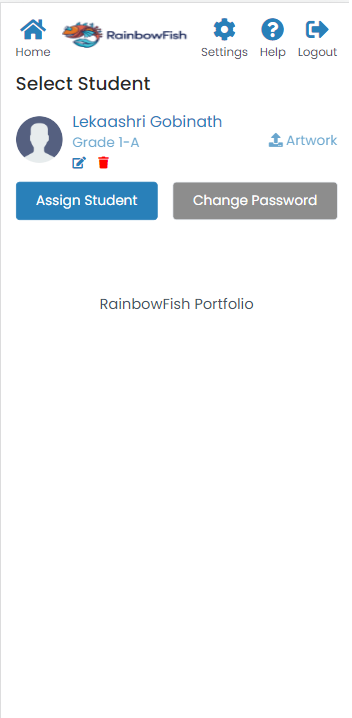 RainbowFish
Home Settings Help Logout
Select Student
Lekaashri Gobinath
Grade 1-A
Artwork
Assign Student Change Password
RainbowFish Portfolio